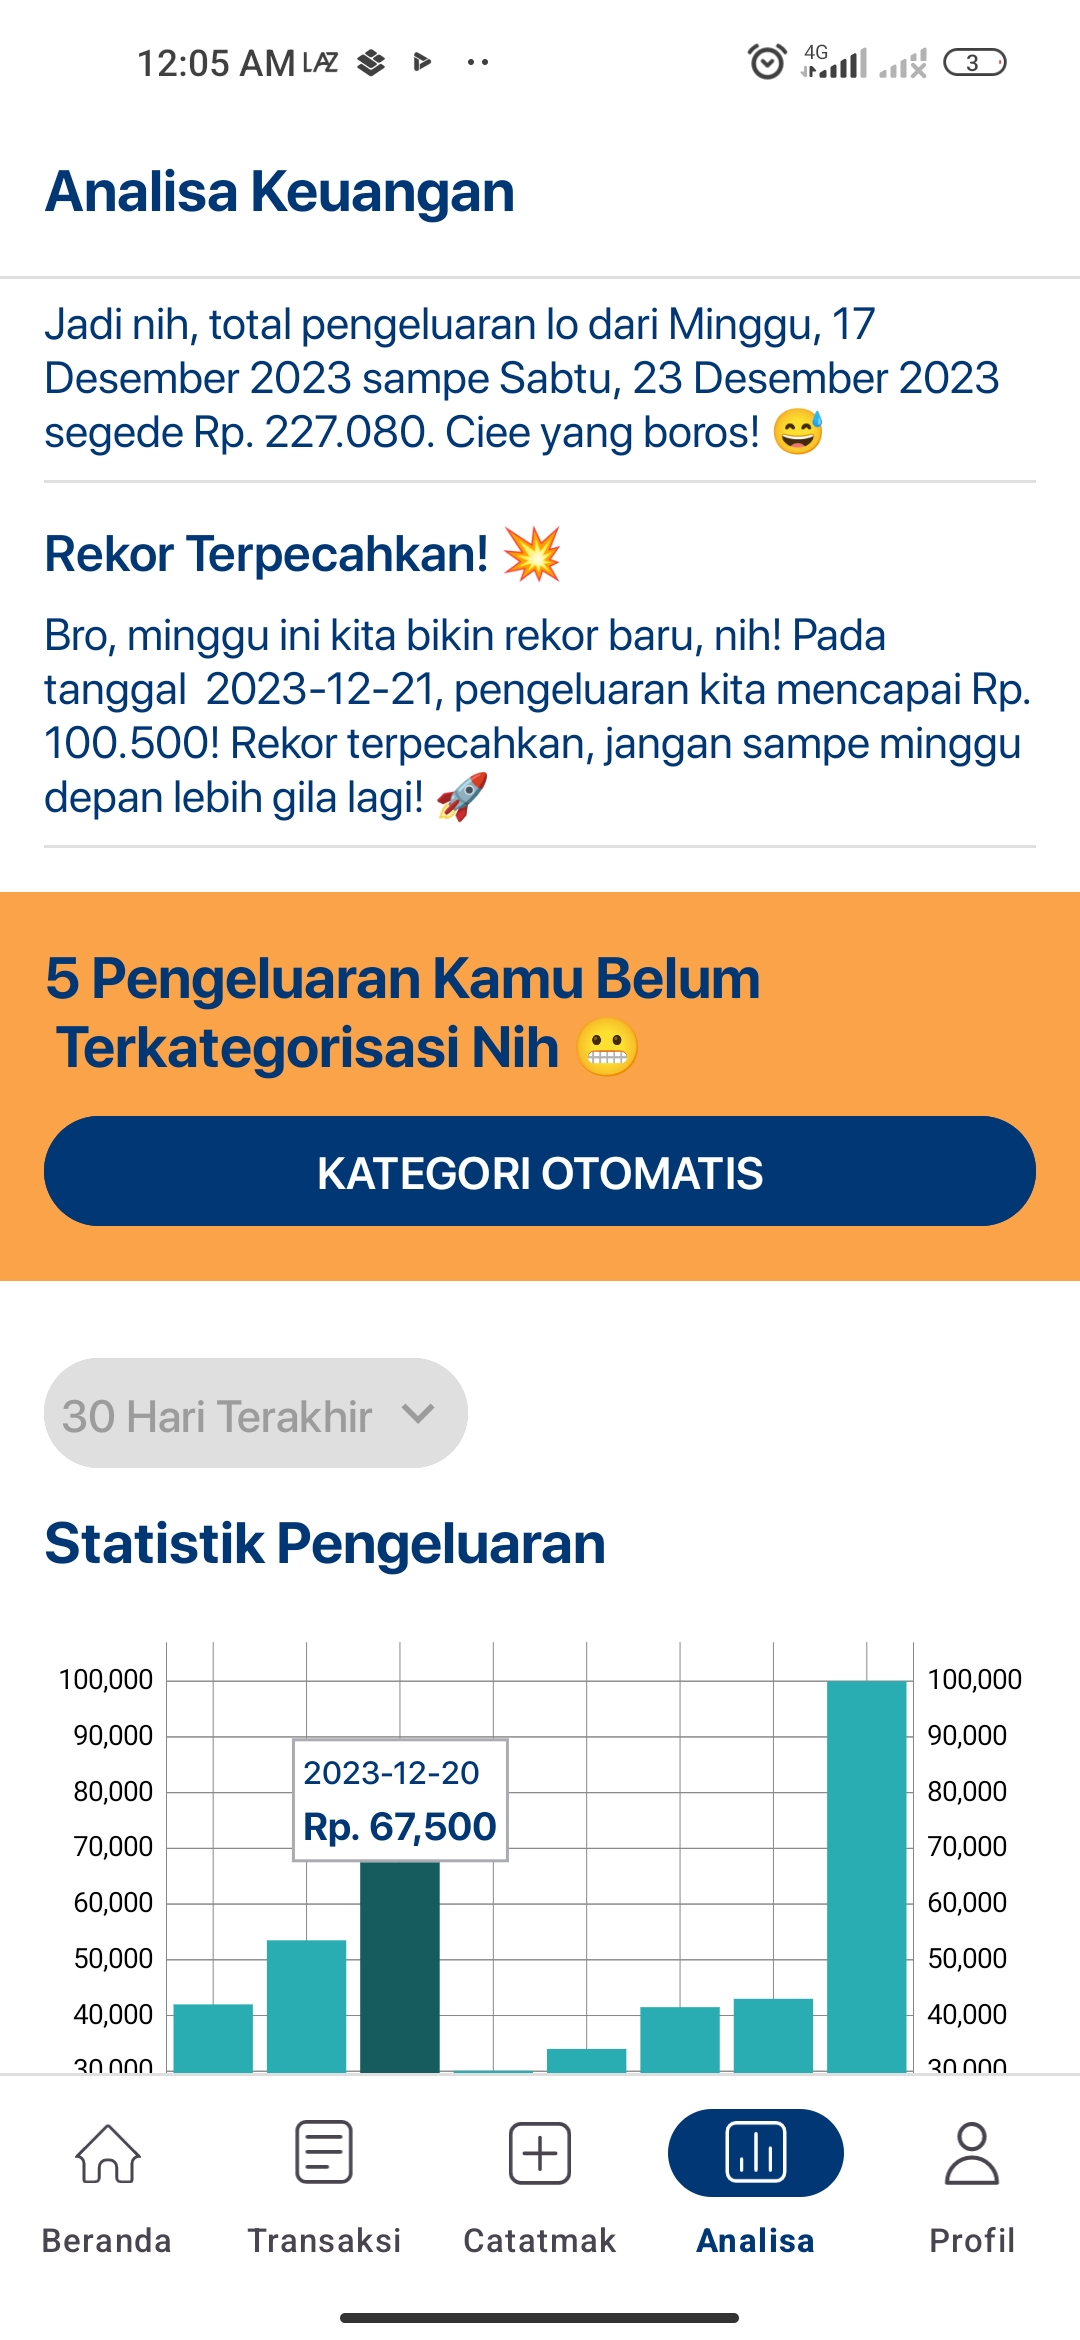 12:05 AM LAZ
4G
3
Analisa Keuangan
Jadi nih, total pengeluaran lo dari Minggu, 17
Desember 2023 sampe Sabtu, 23 Desember 2023
segede Rp. 227.080. Ciee yang boros! 😅
Rekor Terpecahkan! 💥
Bro, minggu ini kita bikin rekor baru, nih! Pada
tanggal 2023-12-21, pengeluaran kita mencapai Rp.
100.500! Rekor terpecahkan, jangan sampe minggu
depan lebih gila lagi! 🚀
5 Pengeluaran Kamu Belum
Terkategorisasi Nih 😬
KATEGORI OTOMATIS
30 Hari Terakhir
Statistik Pengeluaran
100,000 100,000
90,000 90,000
2023-12-20
80,000 80,000
Rp. 67,500
70,000 70,000
60,000 60,000
50,000 50,000
40,000 40,000
30,000 30,000
Beranda Transaksi Catatmak Analisa Profil